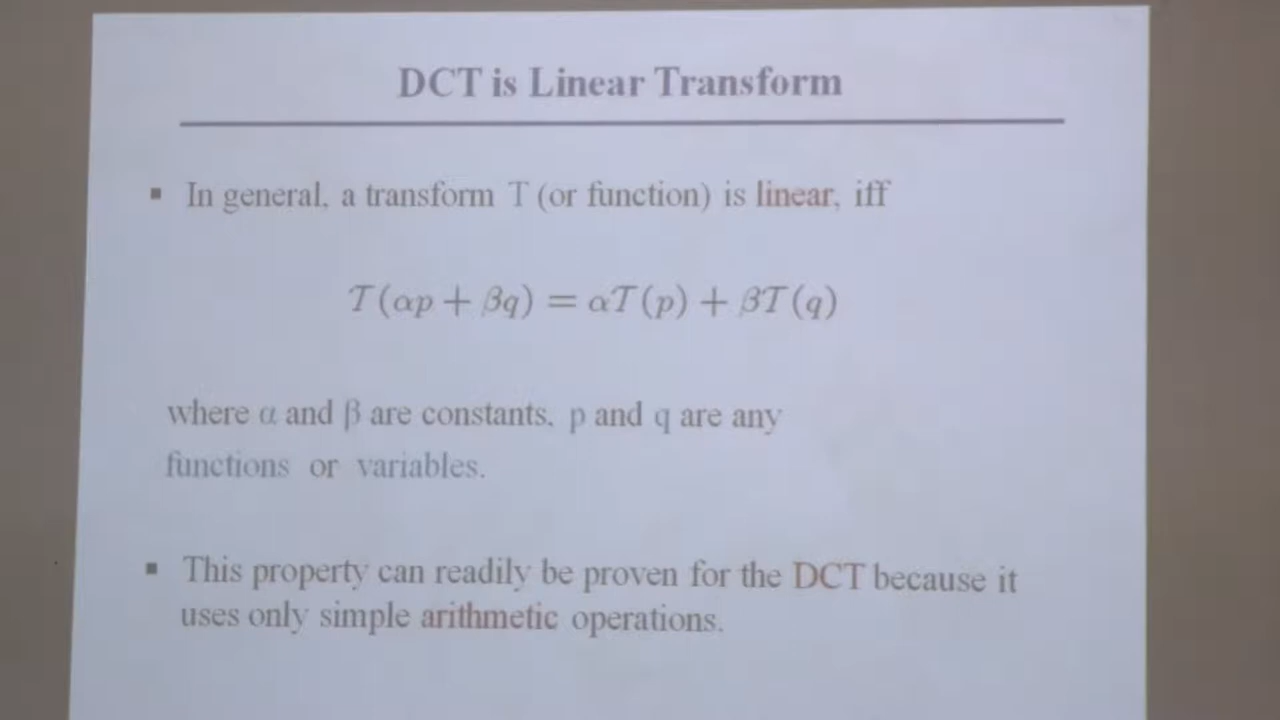 DCT is Linear Transform
▪ In general, a transform T (or function) is linear, iff
𝒯(αp + βq) = α𝒯(p) + β𝒯(q)
where α and β are constants, p and q are any
functions or variables.
▪ This property can readily be proven for the DCT because it
uses only simple arithmetic operations.